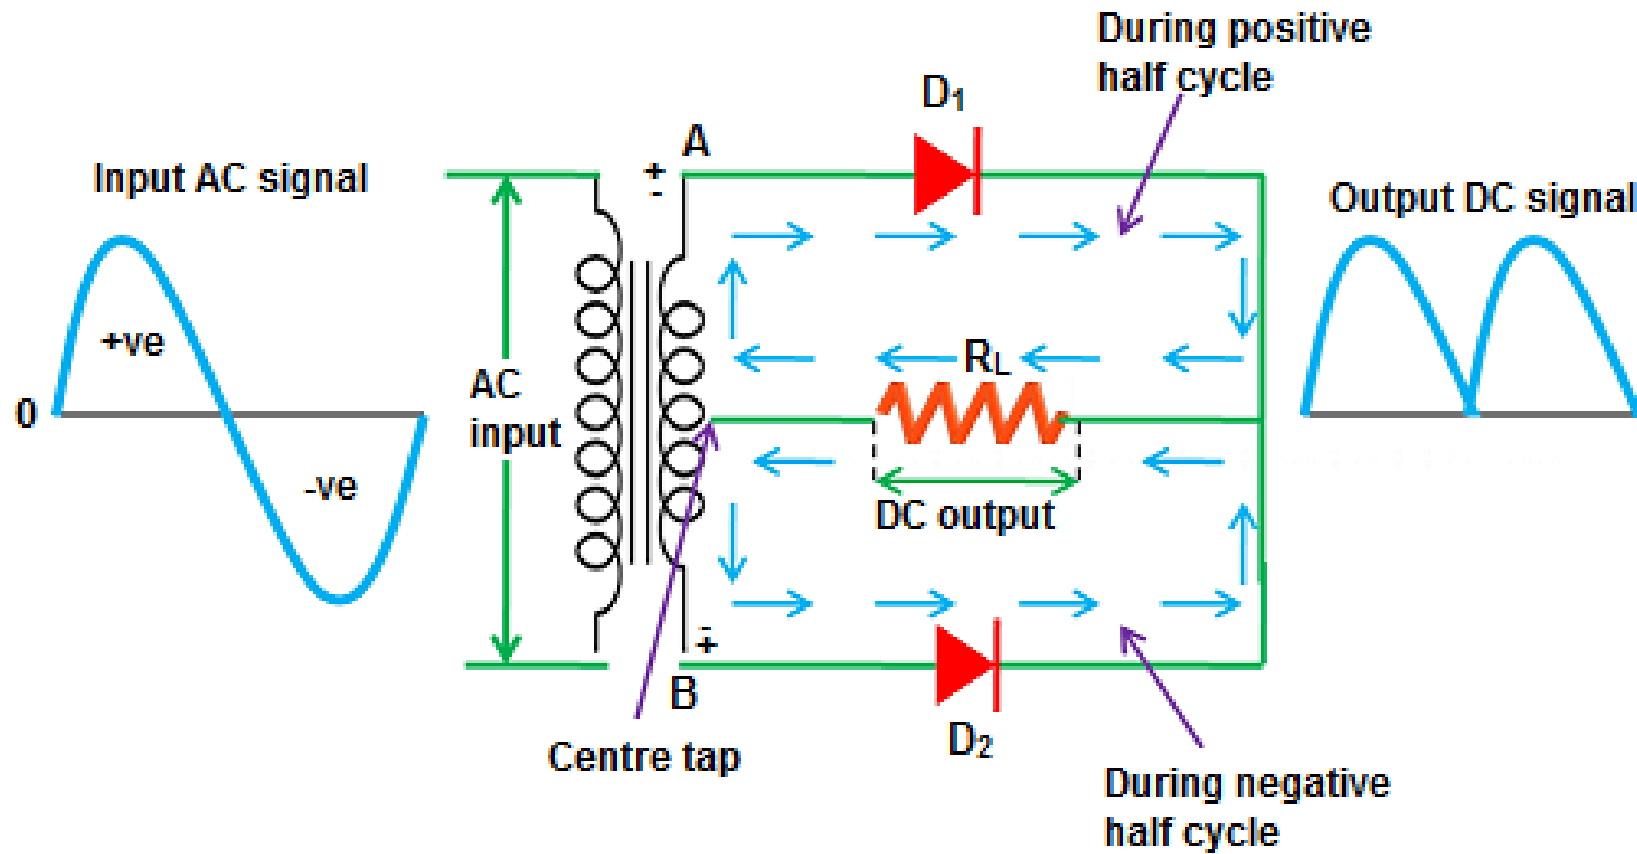 During positive
half cycle
D₁
A
Input AC signal
+
-
Output DC signal
+ve
RL
AC
input
0
-ve
DC output
-
+
B
D₂
Centre tap
During negative
half cycle